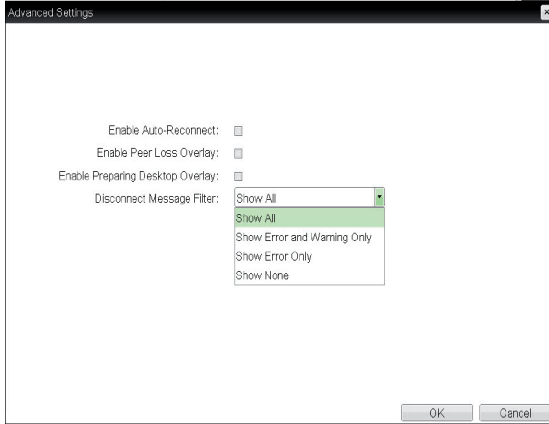 Advanced Settings
Enable Auto-Reconnect:
Enable Peer Loss Overlay:
Enable Preparing Desktop Overlay:
Disconnect Message Filter: Show All
Show All
Show Error and Warning Only
Show Error Only
Show None
OK Cancel